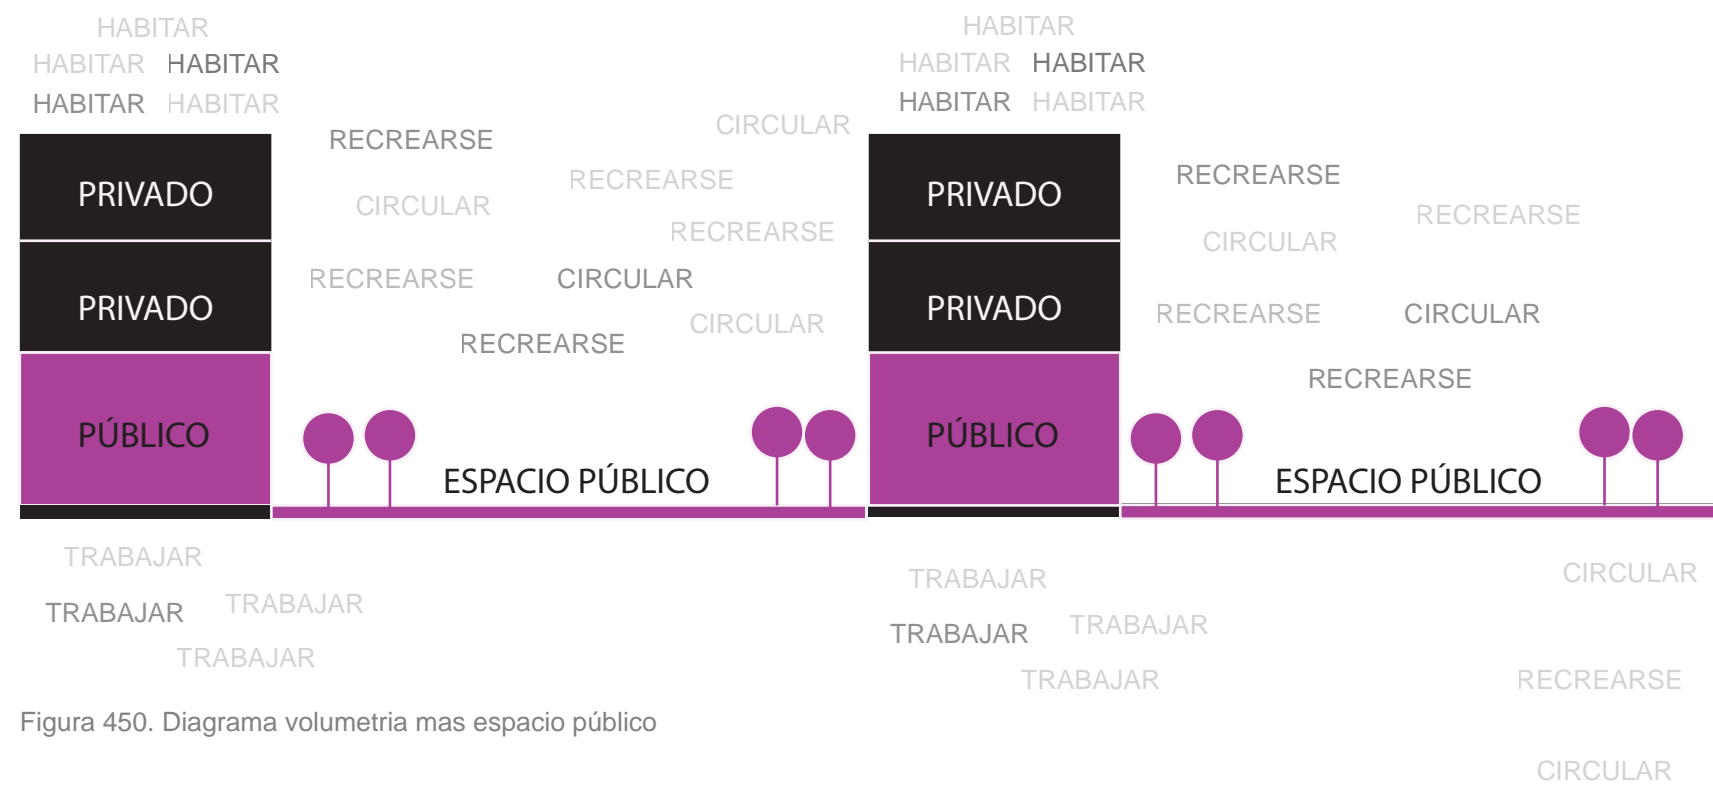 HABITAR
HABITAR HABITAR
HABITAR HABITAR
HABITAR
HABITAR HABITAR
HABITAR HABITAR
RECREARSE
CIRCULAR
RECREARSE
CIRCULAR
RECREARSE
RECREARSE
CIRCULAR
CIRCULAR
RECREARSE
RECREARSE
RECREARSE
CIRCULAR
RECREARSE
CIRCULAR
RECREARSE
PRIVADO
PRIVADO
PÚBLICO
ESPACIO PÚBLICO
PRIVADO
PRIVADO
PÚBLICO
ESPACIO PÚBLICO
TRABAJAR
TRABAJAR
TRABAJAR
TRABAJAR
TRABAJAR
TRABAJAR
TRABAJAR
TRABAJAR
CIRCULAR
RECREARSE
CIRCULAR
Figura 450. Diagrama volumetria mas espacio público